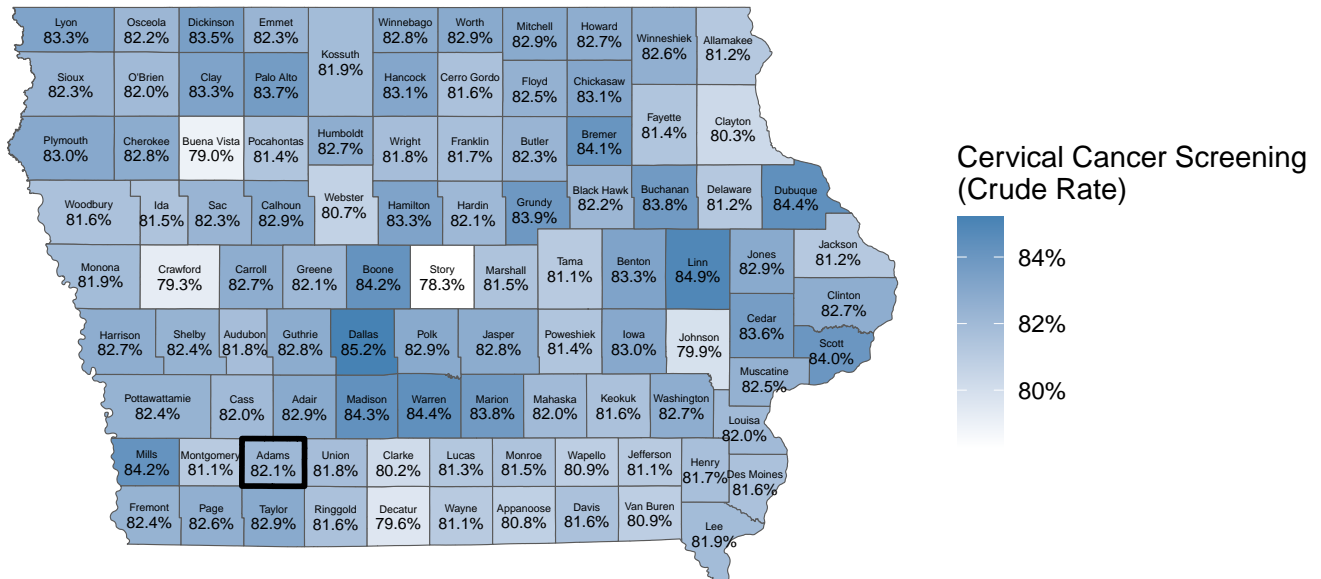 Lyon
83.3%
Osceola
82.2%
Dickinson
83.5%
Emmet
82.3%
Kossuth
81.9%
Winnebago
82.8%
Worth
82.9%
Mitchell
82.9%
Howard
82.7%
Winneshiek
82.6%
Allamakee
81.2%
Sioux
82.3%
O'Brien
82.0%
Clay
83.3%
Palo Alto
83.7%
Hancock
83.1%
Cerro Gordo
81.6%
Floyd
82.5%
Chickasaw
83.1%
Fayette
81.4%
Clayton
80.3%
Plymouth
83.0%
Cherokee
82.8%
Buena Vista
79.0%
Pocahontas
81.4%
Humboldt
82.7%
Wright
81.8%
Franklin
81.7%
Butler
82.3%
Bremer
84.1%
Woodbury
81.6%
Ida
81.5%
Sac
82.3%
Calhoun
82.9%
Webster
80.7%
Hamilton
83.3%
Hardin
82.1%
Grundy
83.9%
Black Hawk
82.2%
Buchanan
83.8%
Delaware
81.2%
Dubuque
84.4%
Monona
81.9%
Crawford
79.3%
Carroll
82.7%
Greene
82.1%
Boone
84.2%
Story
78.3%
Marshall
81.5%
Tama
81.1%
Benton
83.3%
Linn
84.9%
Jones
82.9%
Jackson
81.2%
Clinton
82.7%
Harrison
82.7%
Shelby
82.4%
Audubon
81.8%
Guthrie
82.8%
Dallas
85.2%
Polk
82.9%
Jasper
82.8%
Poweshiek
81.4%
Iowa
83.0%
Johnson
79.9%
Cedar
83.6%
Scott
84.0%
Muscatine
82.5%
Pottawattamie
82.4%
Cass
82.0%
Adair
82.9%
Madison
84.3%
Warren
84.4%
Marion
83.8%
Mahaska
82.0%
Keokuk
81.6%
Washington
82.7%
Louisa
82.0%
Mills
84.2%
Montgomery
81.1%
Adams
82.1%
Union
81.8%
Clarke
80.2%
Lucas
81.3%
Monroe
81.5%
Wapello
80.9%
Jefferson
81.1%
Henry
81.7%
Des Moines
81.6%
Fremont
82.4%
Page
82.6%
Taylor
82.9%
Ringgold
81.6%
Decatur
79.6%
Wayne
81.1%
Appanoose
80.8%
Davis
81.6%
Van Buren
80.9%
Lee
81.9%
Cervical Cancer Screening
(Crude Rate)
84%
82%
80%